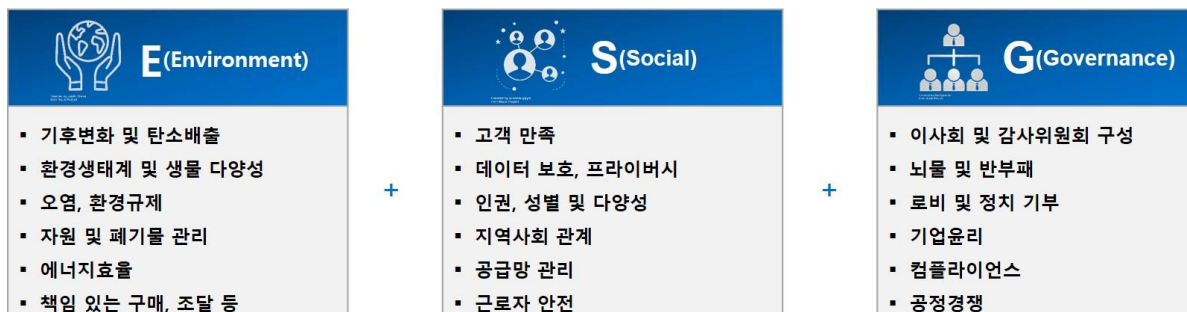 E(Environment)
▪ 기후변화 및 탄소배출
▪ 환경생태계 및 생물 다양성
▪ 오염, 환경규제
▪ 자원 및 폐기물 관리
▪ 에너지효율
▪ 책임 있는 구매, 조달 등
+
S(Social)
▪ 고객 만족
▪ 데이터 보호, 프라이버시
▪ 인권, 성별 및 다양성
▪ 지역사회 관계
▪ 공급망 관리
▪ 근로자 안전
+
G(Governance)
▪ 이사회 및 감사위원회 구성
▪ 뇌물 및 반부패
▪ 로비 및 정치 기부
▪ 기업윤리
▪ 컴플라이언스
▪ 공정경쟁